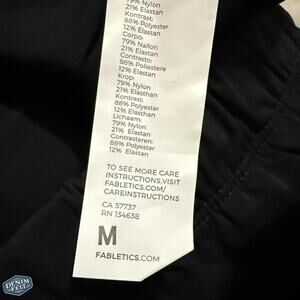 79% Nylon
21% Elastan
Kontrast:
88% Polyester
12% Elastan
Corpo:
79% Nailon
21% Elastan
Contrasto:
88% Poliestere
12% Elastan
Krop:
79% Nylon
21% Elasthan
Kontrast:
88% Polyester
12% Elasthan
Lichaam:
79% Nylon
21% Elastan
Contrasteren:
88% Polyester
12% Elastan
TO SEE MORE CARE
INSTRUCTIONS,VISIT
FABLETICS.COM/
CAREINSTRUCTIONS
CA 57737
RN 134638
M
FABLETICS.COM
DENIM
FELL